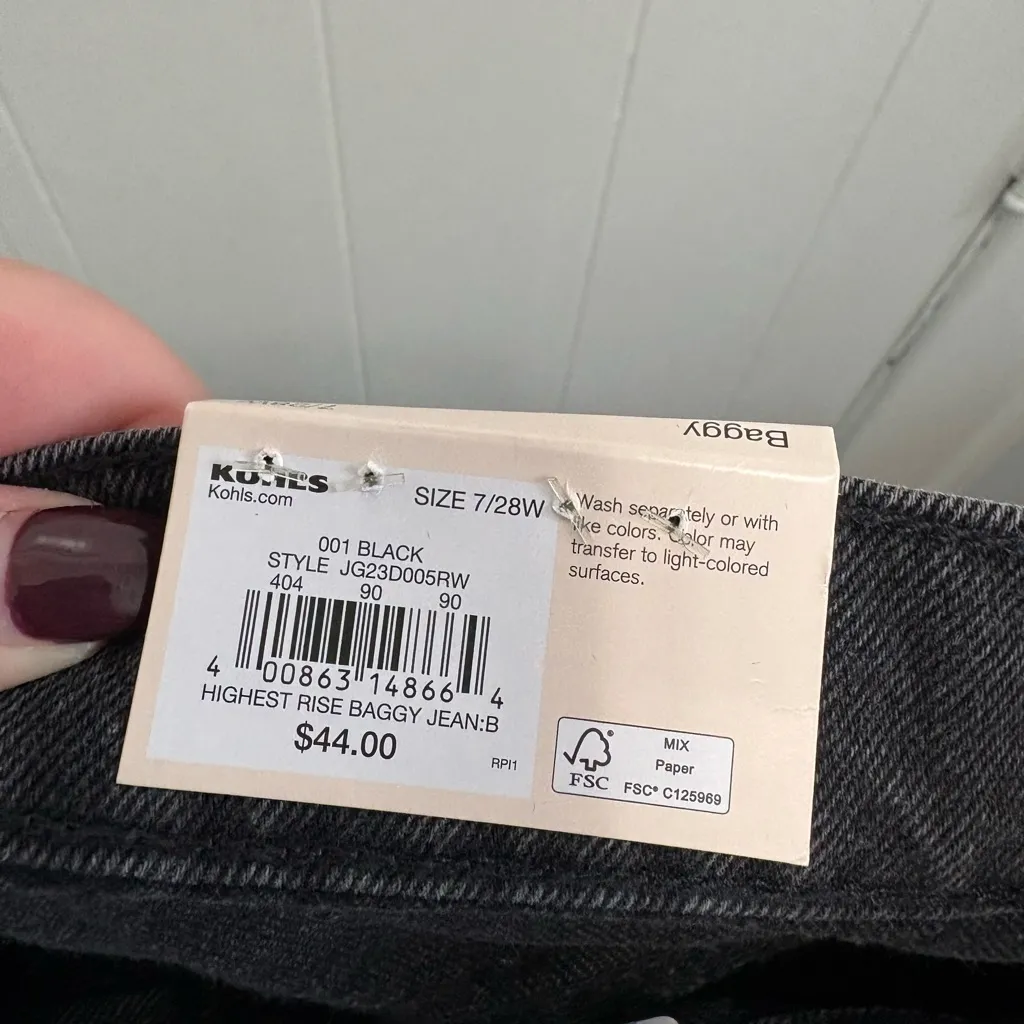 Baggy
KOHL'S
Kohls.com
SIZE 7/28W
001 BLACK
STYLE JG23D005RW
404 90 90
4 00863 14866 4
HIGHEST RISE BAGGY JEAN:B
$44.00
RPI1
Wash separately or with
like colors. Color may
transfer to light-colored
surfaces.
FSC
MIX
Paper
FSC® C125969